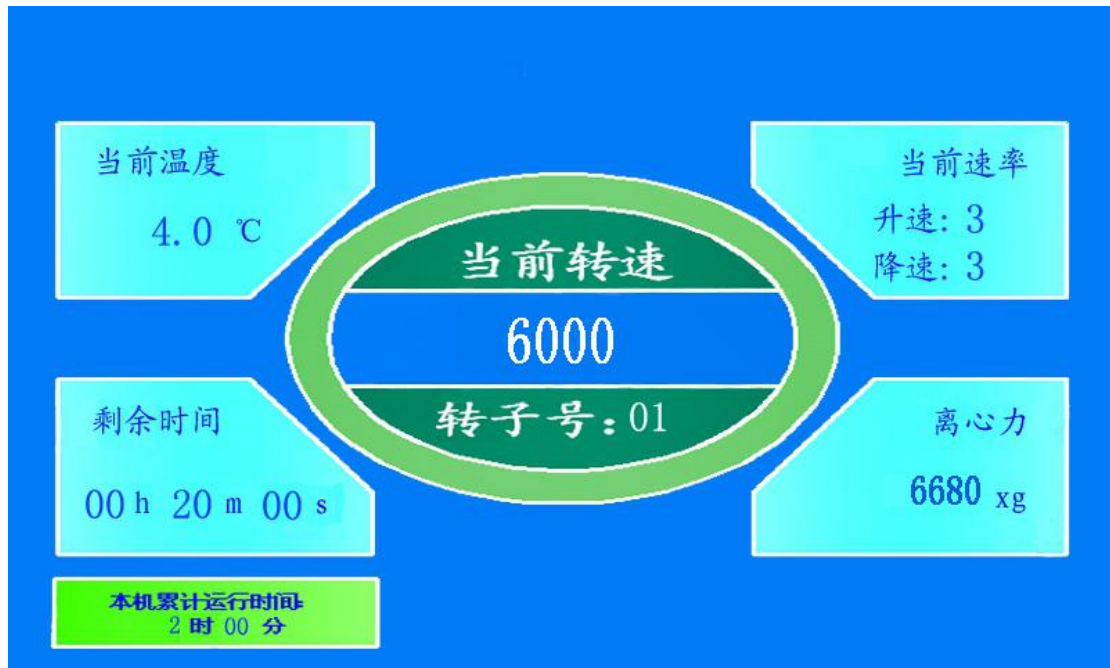 当前温度
4.0 ℃
当前速率
升速: 3
降速: 3
当前转速
6000
转子号: 01
剩余时间
00 h 20 m 00 s
离心力
6680 xg
本机累计运行时间:
2 时 00 分